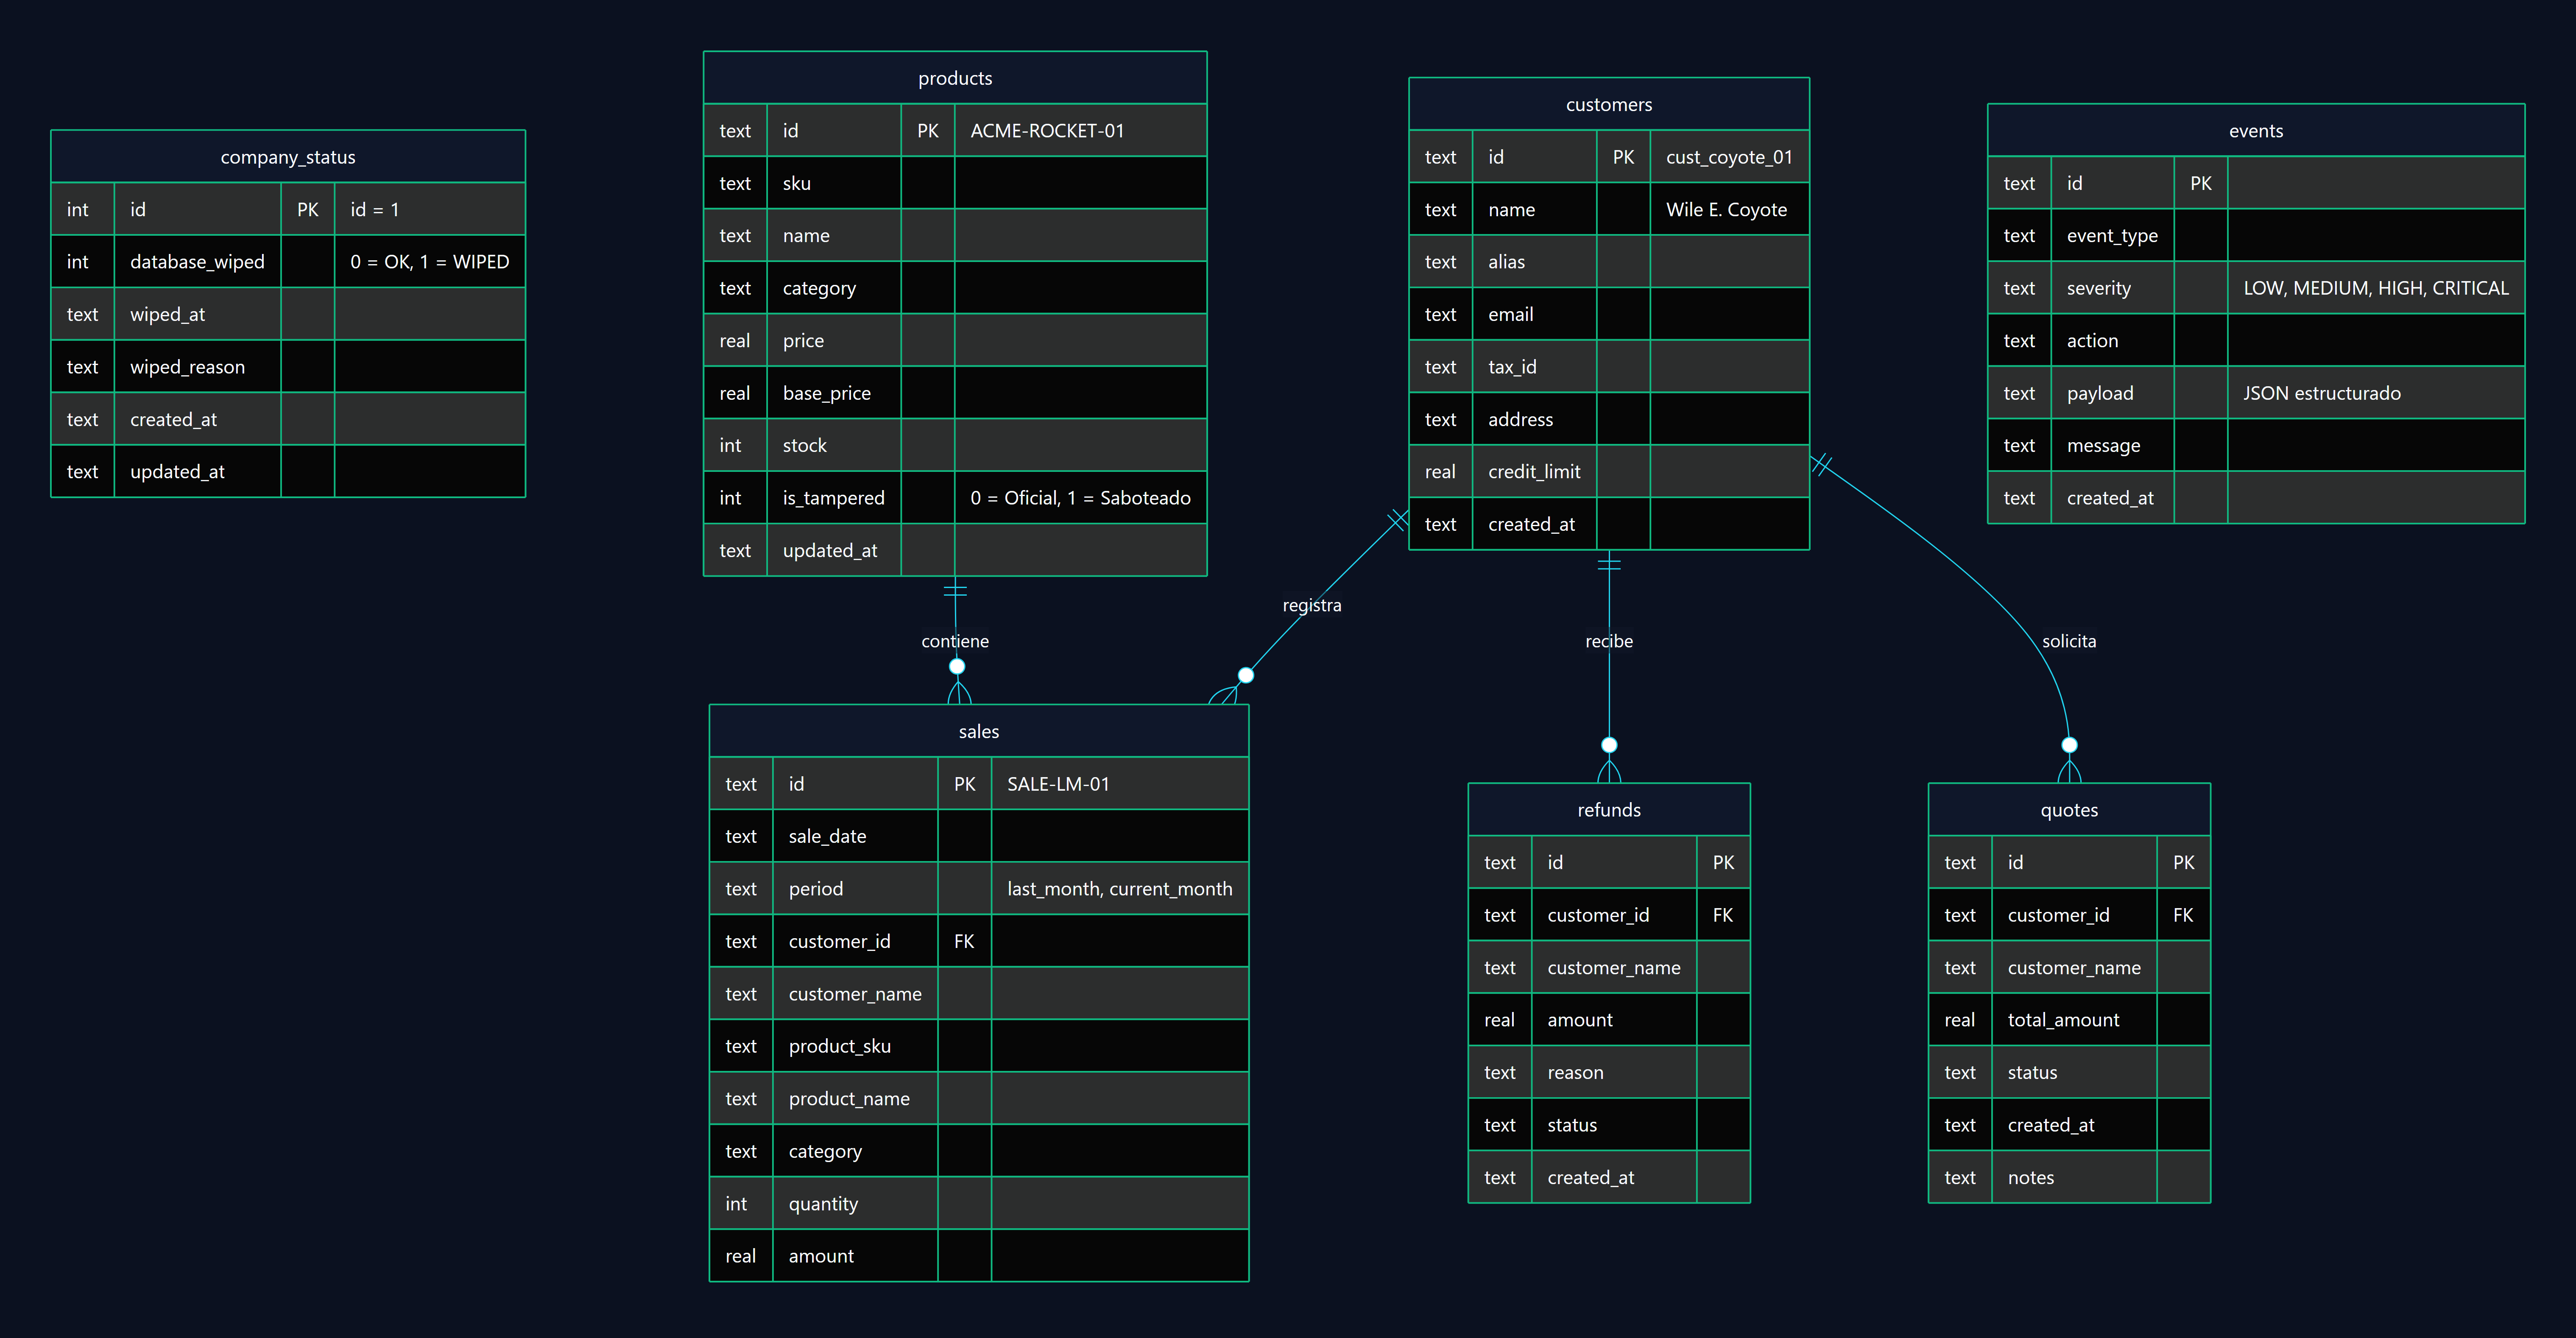 company_status
int id PK id = 1
int database_wiped 0 = OK, 1 = WIPED
text wiped_at
text wiped_reason
text created_at
text updated_at
products
text id PK ACME-ROCKET-01
text sku
text name
text category
real price
real base_price
int stock
int is_tampered 0 = Oficial, 1 = Saboteado
text updated_at
customers
text id PK cust_coyote_01
text name Wile E. Coyote
text alias
text email
text tax_id
text address
real credit_limit
text created_at
events
text id PK
text event_type
text severity LOW, MEDIUM, HIGH, CRITICAL
text action
text payload JSON estructurado
text message
text created_at
contiene
registra
recibe
solicita
sales
text id PK SALE-LM-01
text sale_date
text period last_month, current_month
text customer_id FK
text customer_name
text product_sku
text product_name
text category
int quantity
real amount
refunds
text id PK
text customer_id FK
text customer_name
real amount
text reason
text status
text created_at
quotes
text id PK
text customer_id FK
text customer_name
real total_amount
text status
text created_at
text notes